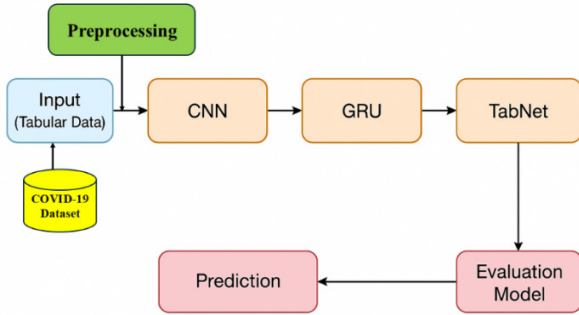 Preprocessing
Input
(Tabular Data)
CNN
GRU
TabNet
COVID-19
Dataset
Prediction
Evaluation
Model